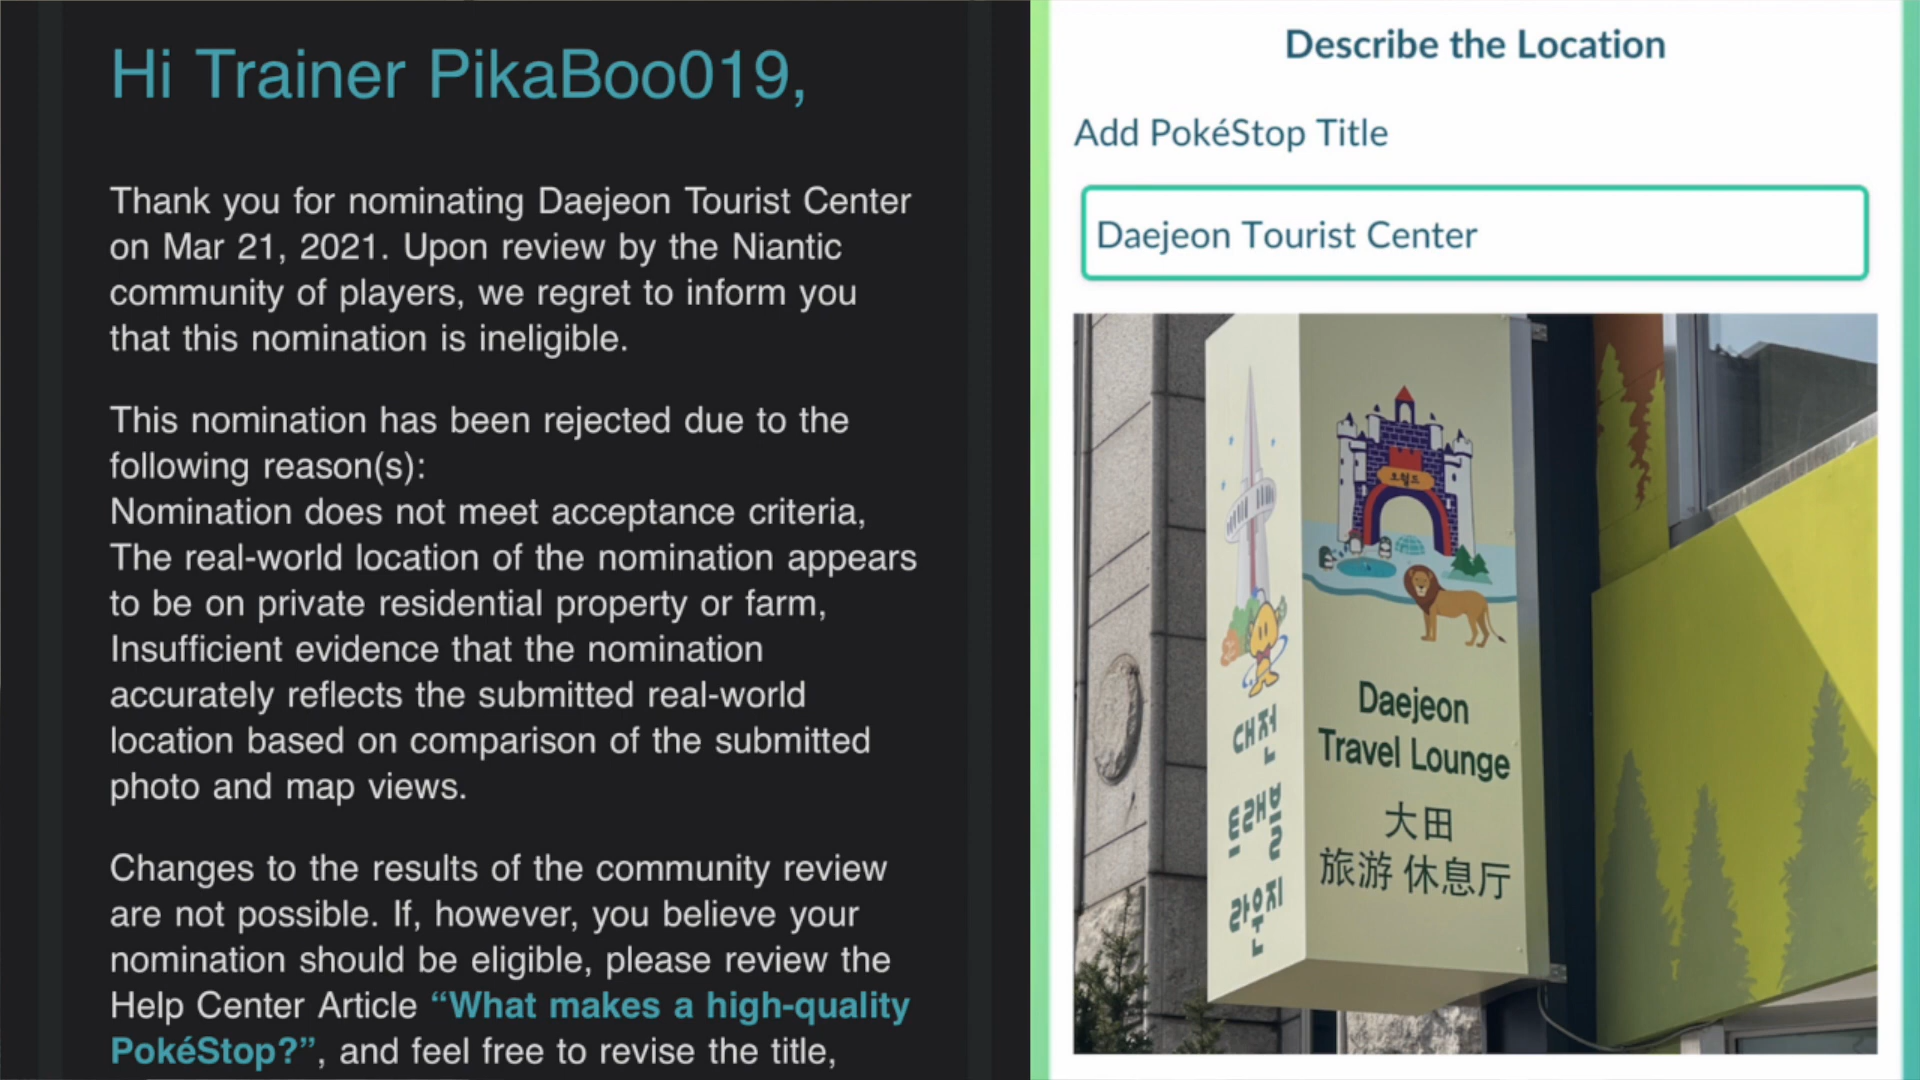 Hi Trainer PikaBoo019,
Thank you for nominating Daejeon Tourist Center
on Mar 21, 2021. Upon review by the Niantic
community of players, we regret to inform you
that this nomination is ineligible.
This nomination has been rejected due to the
following reason(s):
Nomination does not meet acceptance criteria,
The real-world location of the nomination appears
to be on private residential property or farm,
Insufficient evidence that the nomination
accurately reflects the submitted real-world
location based on comparison of the submitted
photo and map views.
Changes to the results of the community review
are not possible. If, however, you believe your
nomination should be eligible, please review the
Help Center Article “What makes a high-quality
PokéStop?”, and feel free to revise the title,
Describe the Location
Add PokéStop Title
Daejeon Tourist Center
오월드
대전
트래블
라운지
Daejeon
Travel Lounge
大田
旅游 休息厅